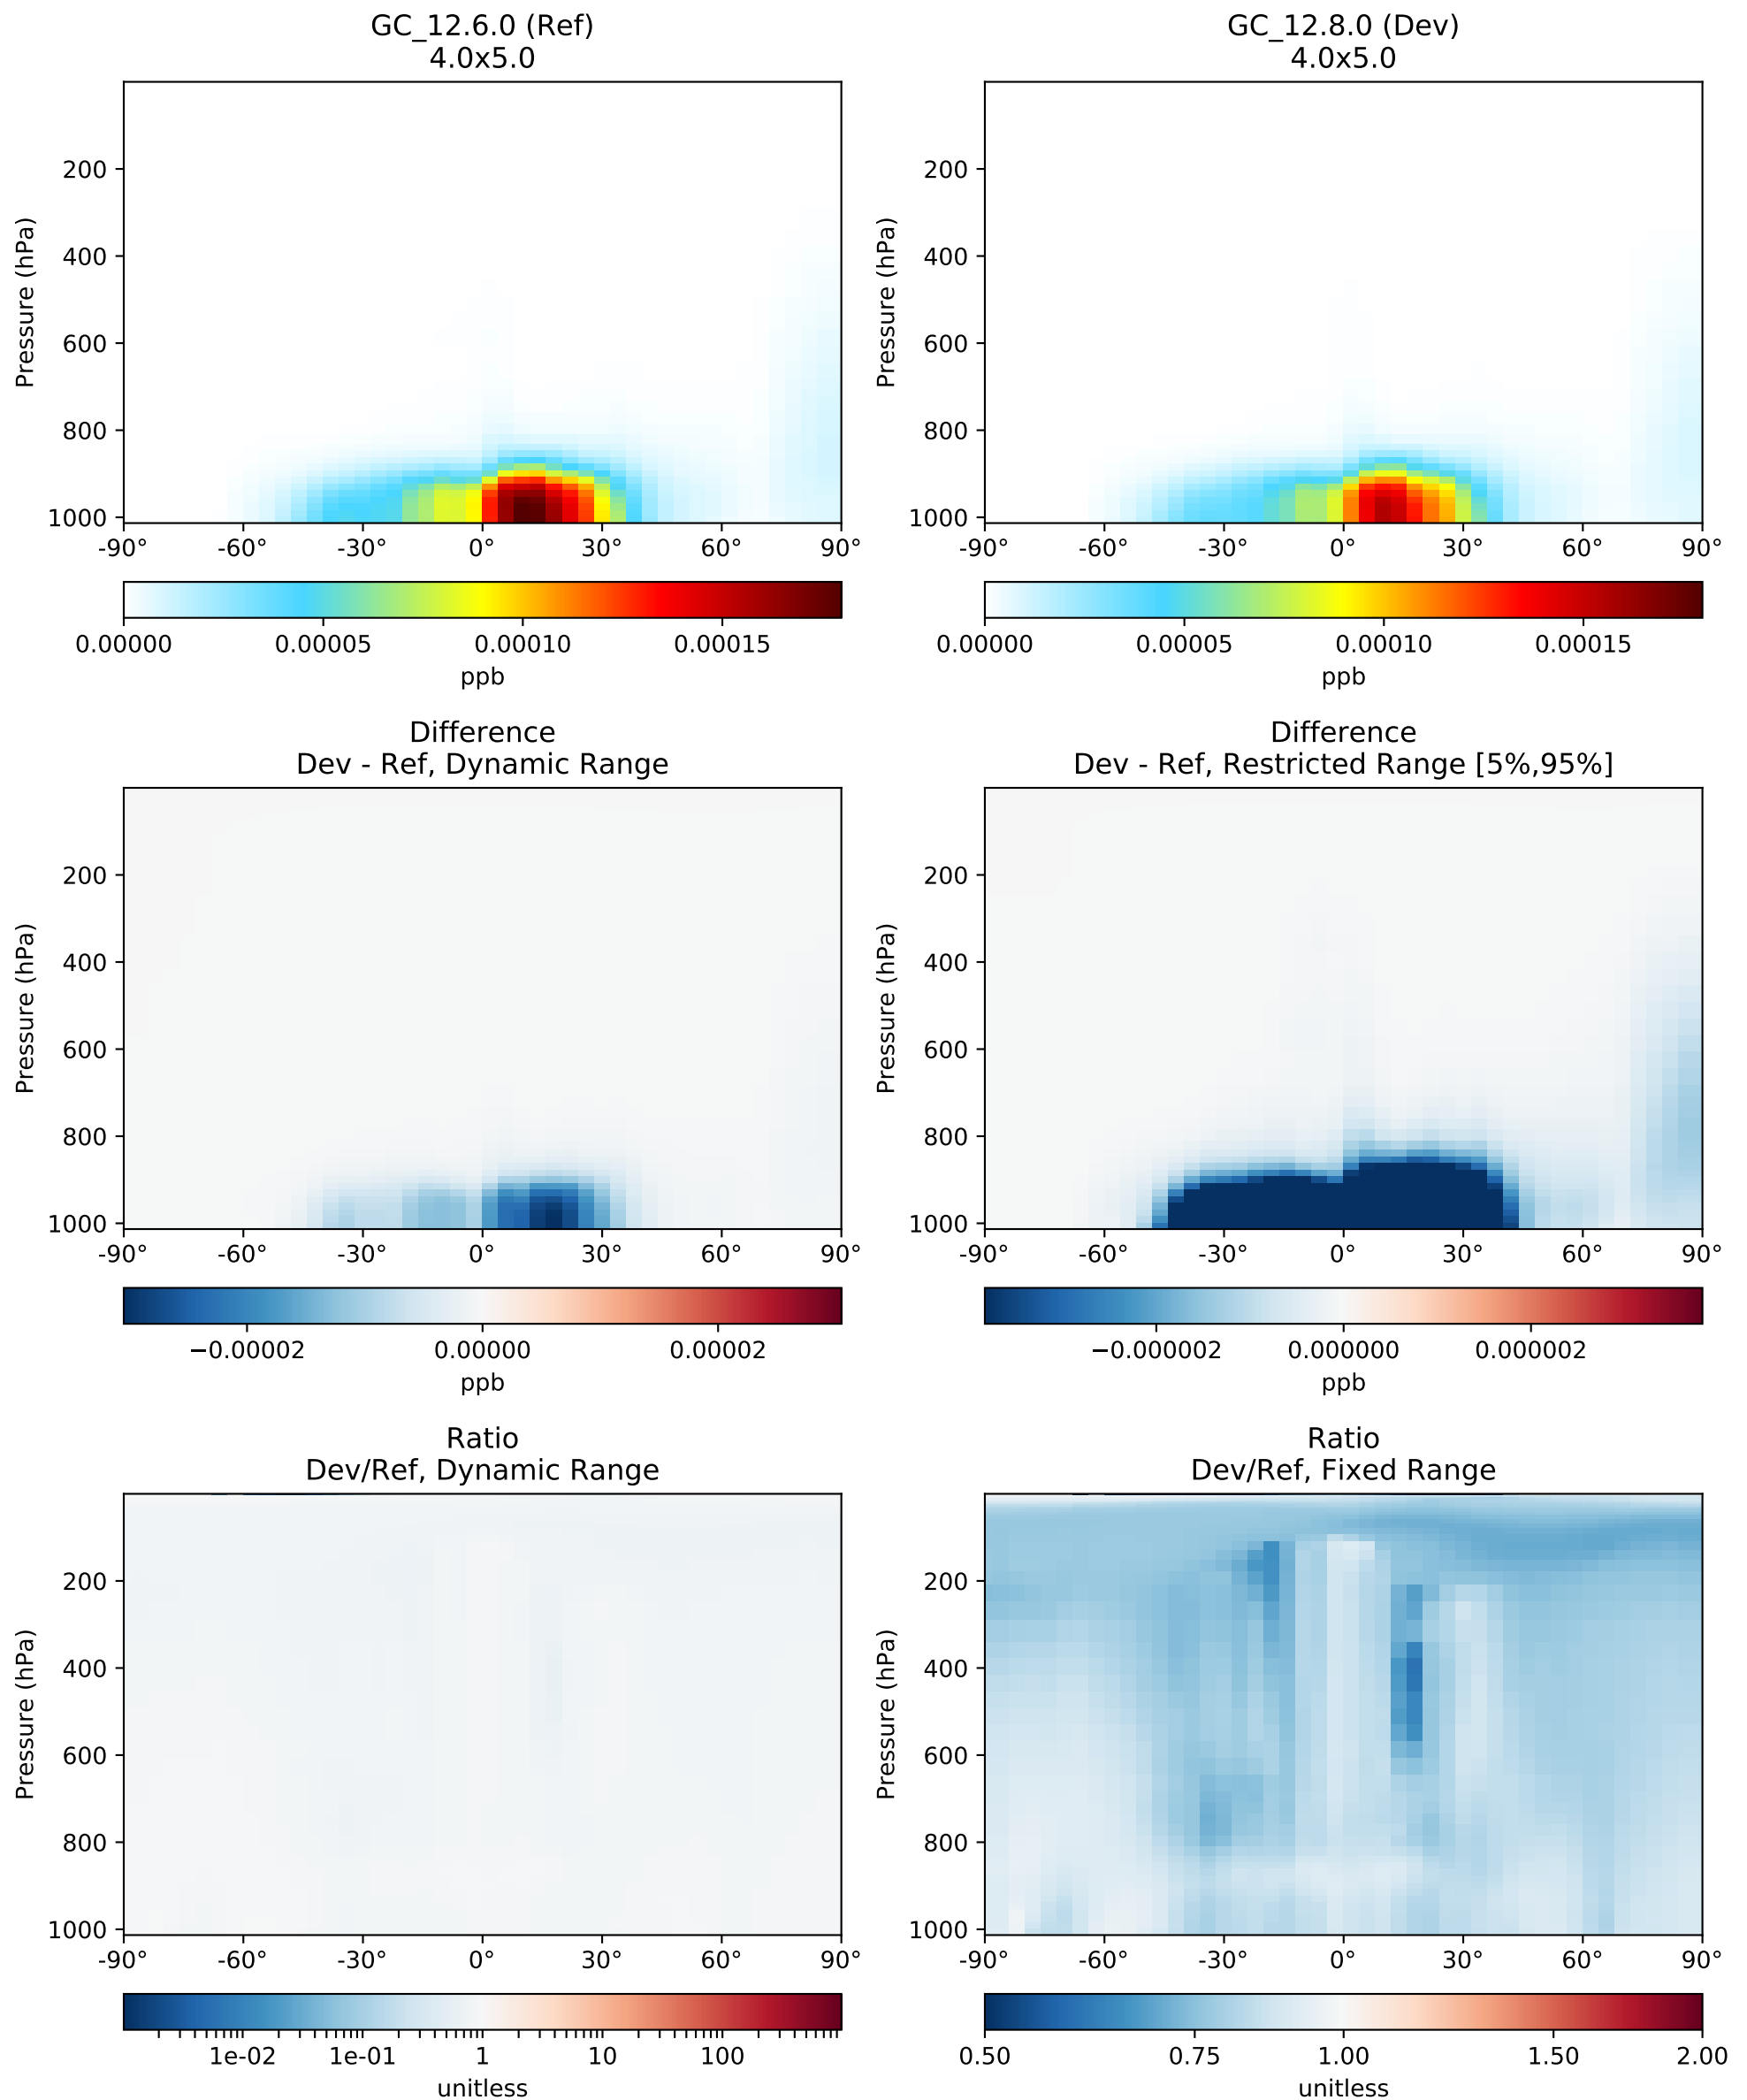 GC_12.6.0 (Ref)
4.0x5.0
GC_12.8.0 (Dev)
4.0x5.0
Pressure (hPa)
200
400
600
800
1000
-90° -60° -30° 0° 30° 60° 90°
0.00000 0.00005 0.00010 0.00015
ppb
Pressure (hPa)
200
400
600
800
1000
-90° -60° -30° 0° 30° 60° 90°
0.00000 0.00005 0.00010 0.00015
ppb
Difference
Dev - Ref, Dynamic Range
Difference
Dev - Ref, Restricted Range [5%,95%]
Pressure (hPa)
200
400
600
800
1000
-90° -60° -30° 0° 30° 60° 90°
−0.00002 0.00000 0.00002
ppb
Pressure (hPa)
200
400
600
800
1000
-90° -60° -30° 0° 30° 60° 90°
−0.000002 0.000000 0.000002
ppb
Ratio
Dev/Ref, Dynamic Range
Ratio
Dev/Ref, Fixed Range
Pressure (hPa)
200
400
600
800
1000
-90° -60° -30° 0° 30° 60° 90°
1e-02 1e-01 1 10 100
unitless
Pressure (hPa)
200
400
600
800
1000
-90° -60° -30° 0° 30° 60° 90°
0.50 0.75 1.00 1.50 2.00
unitless